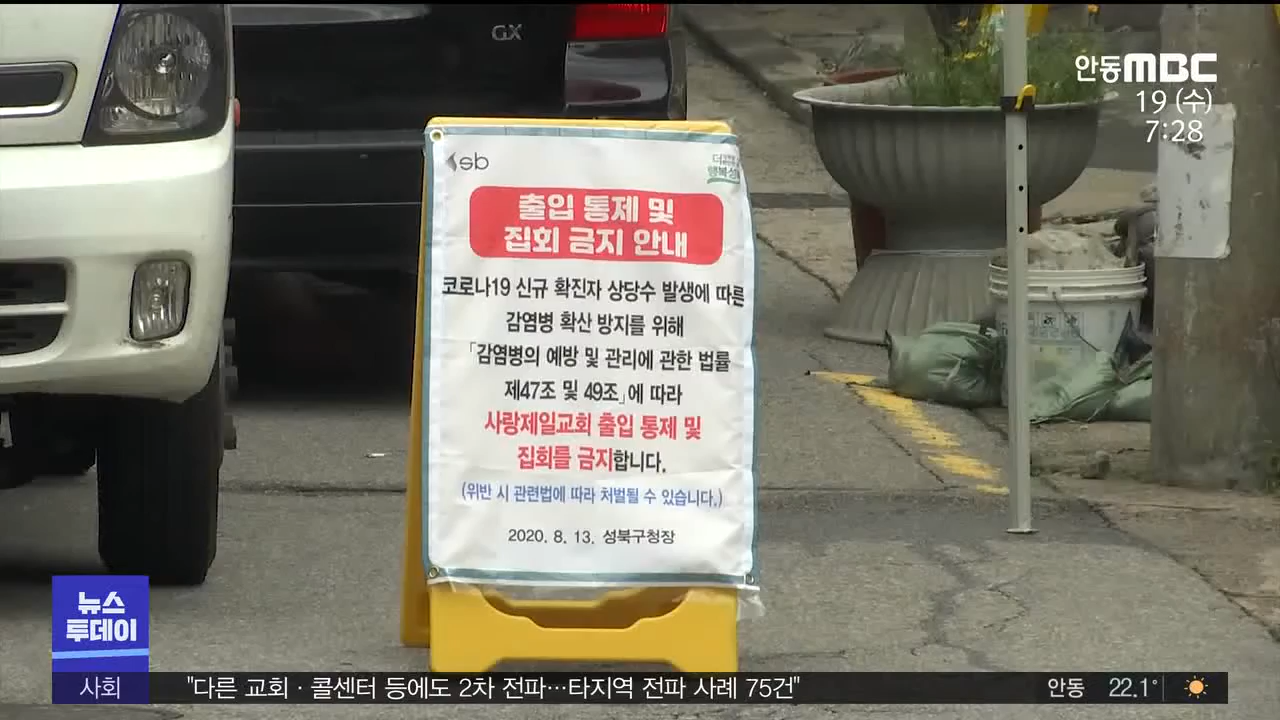 GX
안동MBC
19 (수)
7:28
sb
더
행복성
출입 통제 및
집회 금지 안내
코로나19 신규 확진자 상당수 발생에 따른
감염병 확산 방지를 위해
「감염병의 예방 및 관리에 관한 법률
제47조 및 49조」에 따라
사랑제일교회 출입 통제 및
집회를 금지합니다.
(위반 시 관련법에 따라 처벌될 수 있습니다.)
2020. 8. 13. 성북구청장
뉴스
투데이
사회 "다른 교회·콜센터 등에도 2차 전파…타지역 전파 사례 75건" 안동 22.1°